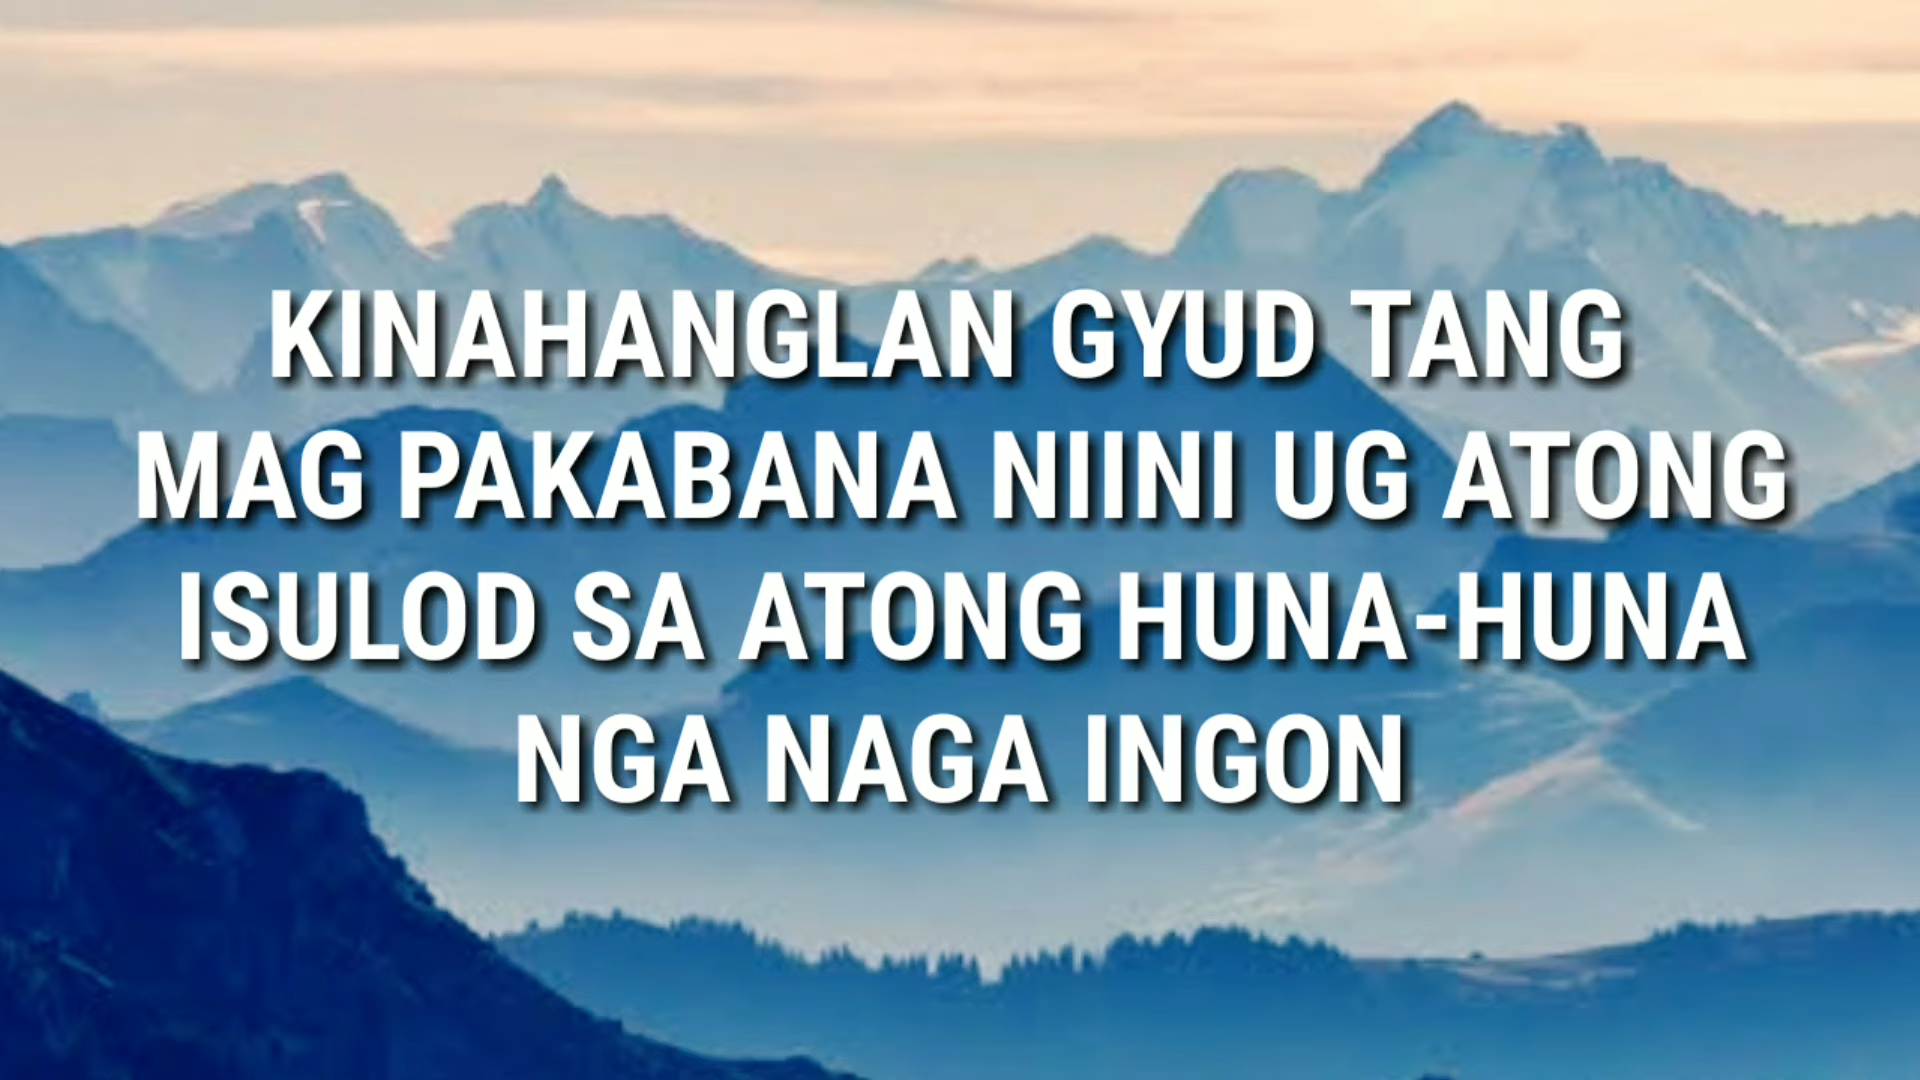 KINAHANGLAN GYUD TANG
MAG PAKABANA NIINI UG ATONG
ISULOD SA ATONG HUNA-HUNA
NGA NAGA INGON